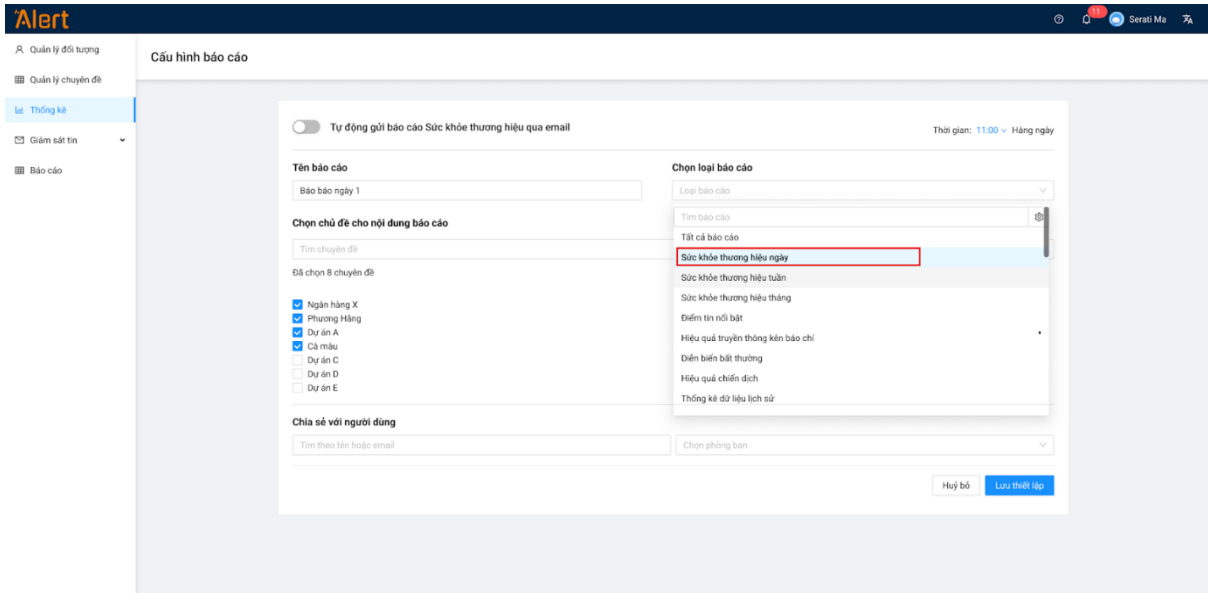 Alert
11
Serati Ma
Quản lý đối tượng
Quản lý chuyên đề
Thống kê
Giám sát tin
Báo cáo
Cấu hình báo cáo
Tự động gửi báo cáo Sức khỏe thương hiệu qua email
Thời gian: 11:00 Hàng ngày
Tên báo cáo
Báo báo ngày 1
Chọn loại báo cáo
Loại báo cáo
Chọn chủ đề cho nội dung báo cáo
Tìm chuyên đề
Đã chọn 8 chuyên đề
Ngân hàng X
Phương Hằng
Dự án A
Cà màu
Dự án C
Dự án D
Dự án E
Tìm báo cáo
Tất cả báo cáo
Sức khỏe thương hiệu ngày
Sức khỏe thương hiệu tuần
Sức khỏe thương hiệu tháng
Điểm tin nổi bật
Hiệu quả truyền thông kên báo chí
Diễn biến bất thường
Hiệu quả chiến dịch
Thống kê dữ liệu lịch sử
Chia sẻ với người dùng
Tìm theo tên hoặc email
Chọn phòng ban
Huỷ bỏ
Lưu thiết lập